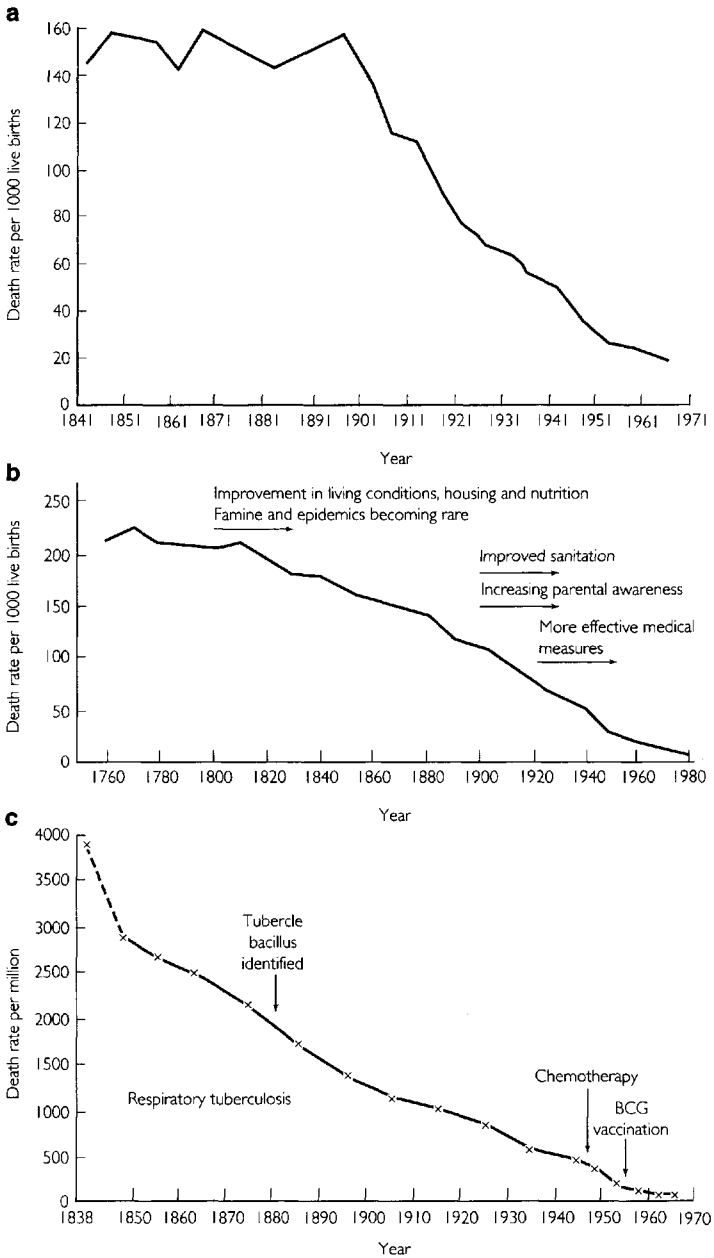 a
Death rate per 1000 live births
160
140
120
100
80
60
40
20
0
1841 1851 1861 1871 1881 1891 1901 1911 1921 1931 1941 1951 1961 1971
Year
b
Death rate per 1000 live births
250
200
150
100
50
0
Improvement in living conditions, housing and nutrition
Famine and epidemics becoming rare
Improved sanitation
Increasing parental awareness
More effective medical
measures
1760 1780 1800 1820 1840 1860 1880 1900 1920 1940 1960 1980
Year
c
Death rate per million
4000
3500
3000
2500
2000
1500
1000
500
0
Tubercle
bacillus
identified
Respiratory tuberculosis
Chemotherapy
BCG
vaccination
1838 1850 1860 1870 1880 1890 1900 1910 1920 1930 1940 1950 1960 1970
Year